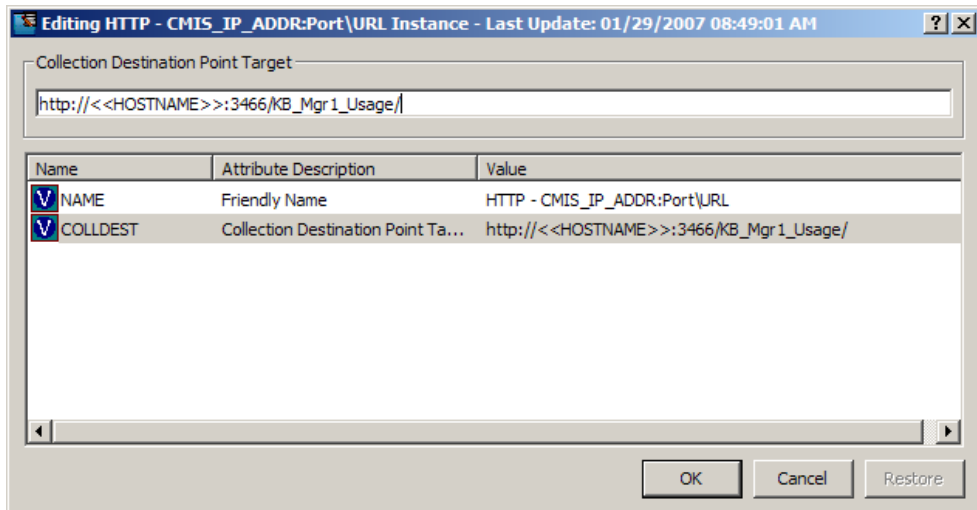 Editing HTTP - CMIS_IP_ADDR:Port\URL Instance - Last Update: 01/29/2007 08:49:01 AM
Collection Destination Point Target
http://<<HOSTNAME>>:3466/KB_Mgr1_Usage/
Name Attribute Description Value
V NAME Friendly Name HTTP - CMIS_IP_ADDR:Port\URL
V COLLDEST Collection Destination Point Ta... http://<<HOSTNAME>>:3466/KB_Mgr1_Usage/
OK Cancel Restore